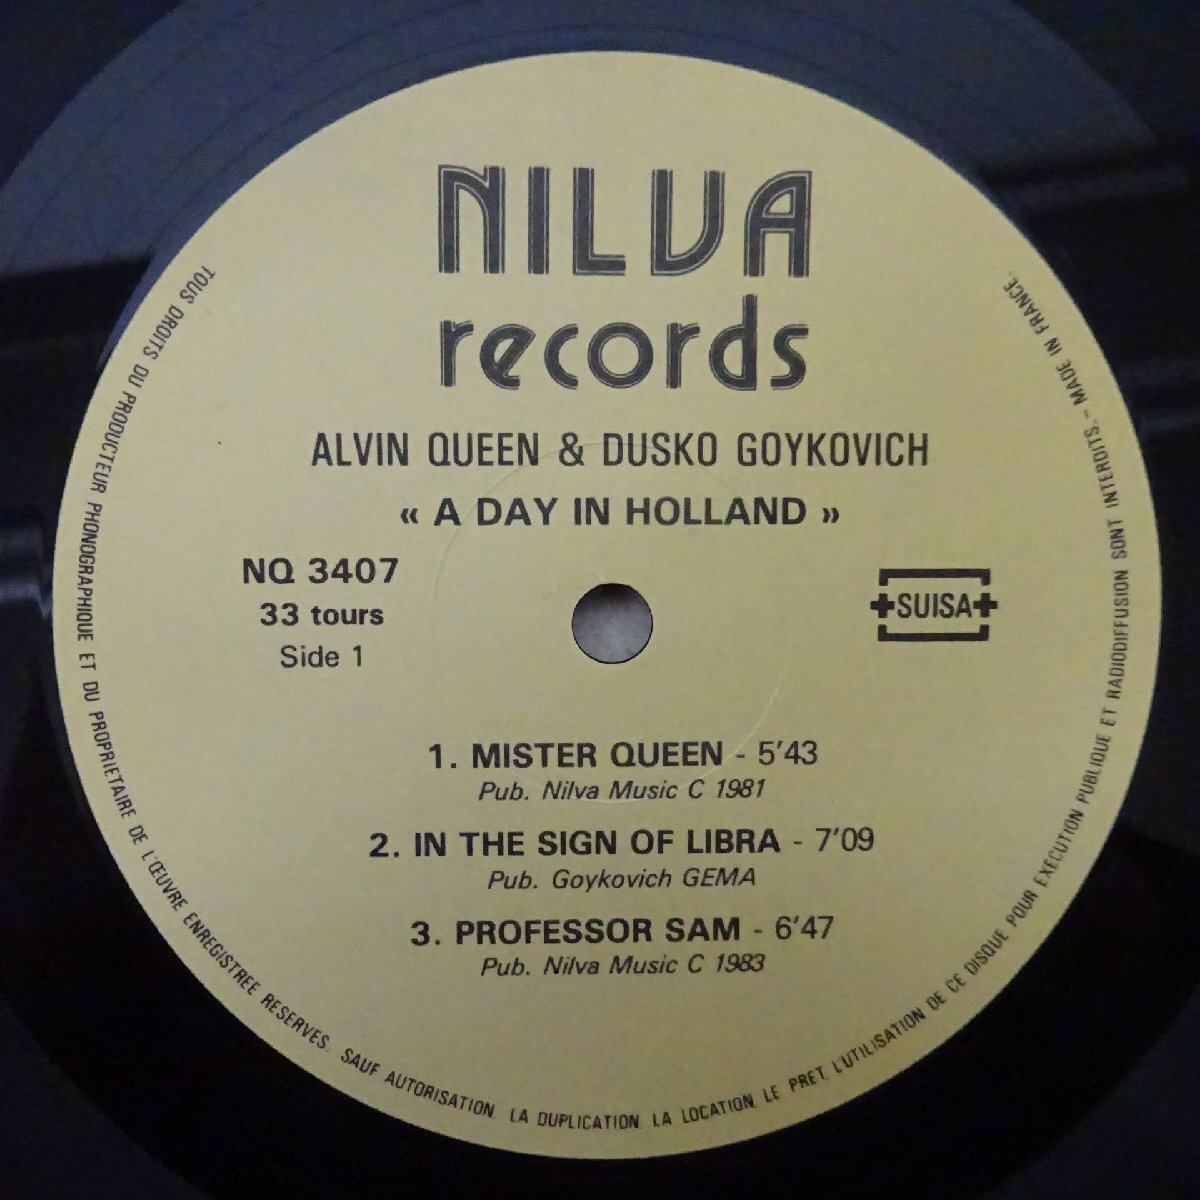 NILVA
records
ALVIN QUEEN & DUSKO GOYKOVICH
« A DAY IN HOLLAND »
NQ 3407
33 tours
Side 1
SUISA
1. MISTER QUEEN - 5'43
Pub. Nilva Music C 1981
2. IN THE SIGN OF LIBRA - 7'09
Pub. Goykovich GEMA
3. PROFESSOR SAM - 6'47
Pub. Nilva Music C 1983
TOUS DROITS DU PRODUCTEUR PHONOGRAPHIQUE ET DU PROPRIETAIRE DE L'ŒUVRE ENREGISTREE RESERVES. SAUF AUTORISATION. LA DUPLICATION. LA LOCATION. LE PRET. L'UTILISATION DE CE DISQUE POUR EXECUTION PUBLIQUE ET RADIODIFFUSION SONT INTERDITS. - MADE IN FRANCE.